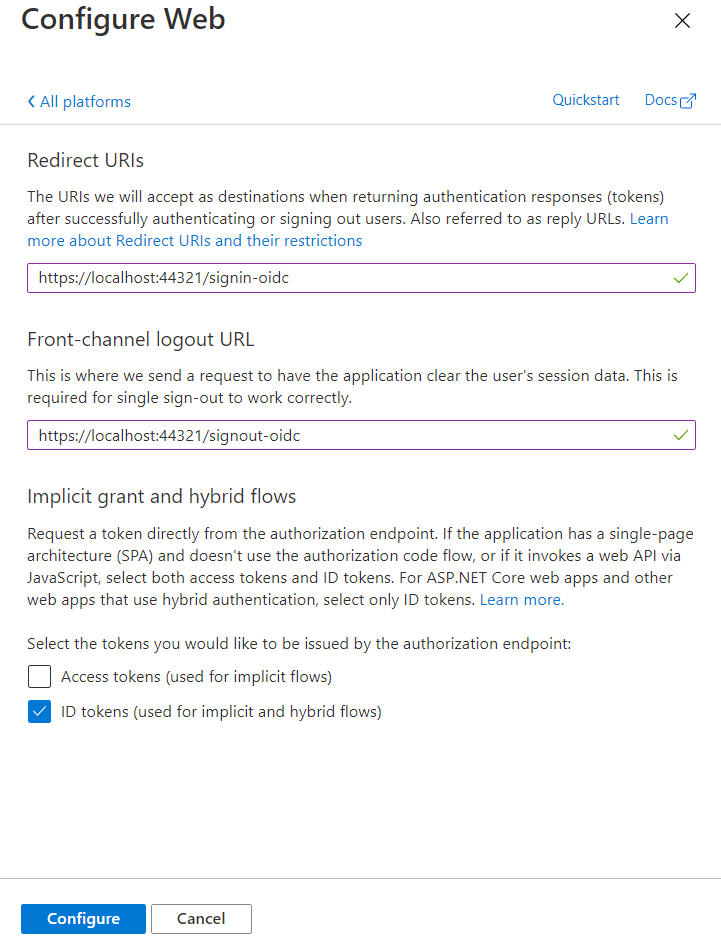 Configure Web
All platforms
Quickstart
Docs
Redirect URIs
The URIs we will accept as destinations when returning authentication responses (tokens)
after successfully authenticating or signing out users. Also referred to as reply URLs. Learn
more about Redirect URIs and their restrictions
https://localhost:44321/signin-oidc
Front-channel logout URL
This is where we send a request to have the application clear the user's session data. This is
required for single sign-out to work correctly.
https://localhost:44321/signout-oidc
Implicit grant and hybrid flows
Request a token directly from the authorization endpoint. If the application has a single-page
architecture (SPA) and doesn't use the authorization code flow, or if it invokes a web API via
JavaScript, select both access tokens and ID tokens. For ASP.NET Core web apps and other
web apps that use hybrid authentication, select only ID tokens. Learn more.
Select the tokens you would like to be issued by the authorization endpoint:
Access tokens (used for implicit flows)
ID tokens (used for implicit and hybrid flows)
Configure
Cancel